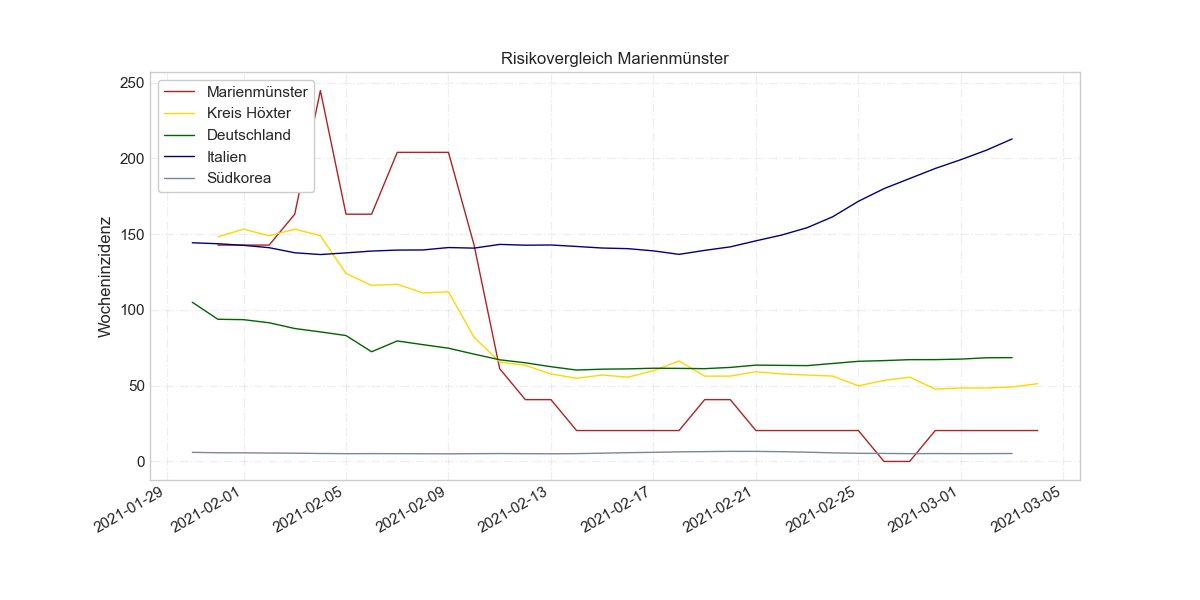 Risikovergleich Marienmünster
Marienmünster
Kreis Höxter
Deutschland
Italien
Südkorea
Wocheninzidenz
250
200
150
100
50
0
2021-01-29
2021-02-01
2021-02-05
2021-02-09
2021-02-13
2021-02-17
2021-02-21
2021-02-25
2021-03-01
2021-03-05